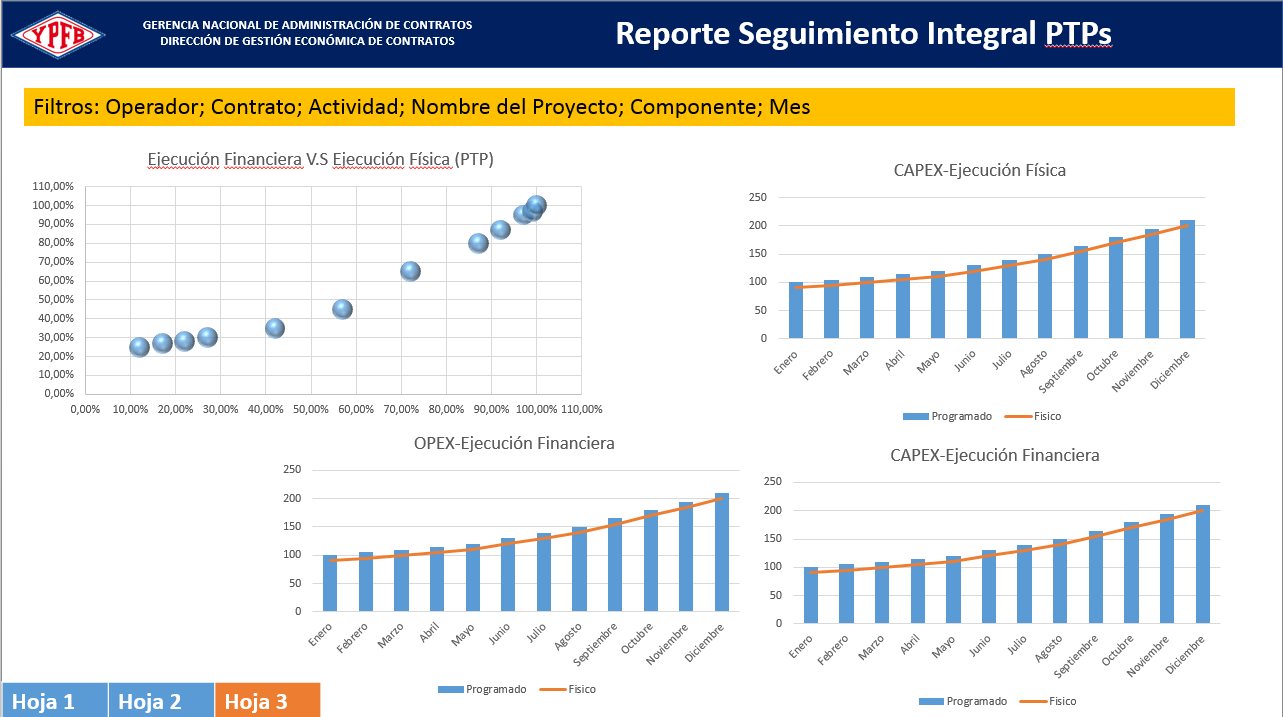 YPFB
GERENCIA NACIONAL DE ADMINISTRACIÓN DE CONTRATOS
DIRECCIÓN DE GESTIÓN ECONÓMICA DE CONTRATOS
Reporte Seguimiento Integral PTPs
Filtros: Operador; Contrato; Actividad; Nombre del Proyecto; Componente; Mes
Ejecución Financiera V.S Ejecución Física (PTP)
110,00%
100,00%
90,00%
80,00%
70,00%
60,00%
50,00%
40,00%
30,00%
20,00%
10,00%
0,00%
0,00% 10,00% 20,00% 30,00% 40,00% 50,00% 60,00% 70,00% 80,00% 90,00% 100,00% 110,00%
CAPEX-Ejecución Física
250
200
150
100
50
0
Enero Febrero Marzo Abril Mayo Junio Julio Agosto Septiembre Octubre Noviembre Diciembre
Programado Fisico
OPEX-Ejecución Financiera
250
200
150
100
50
0
Enero Febrero Marzo Abril Mayo Junio Julio Agosto Septiembre Octubre Noviembre Diciembre
Programado Fisico
CAPEX-Ejecución Financiera
250
200
150
100
50
0
Enero Febrero Marzo Abril Mayo Junio Julio Agosto Septiembre Octubre Noviembre Diciembre
Programado Fisico
Hoja 1 Hoja 2 Hoja 3